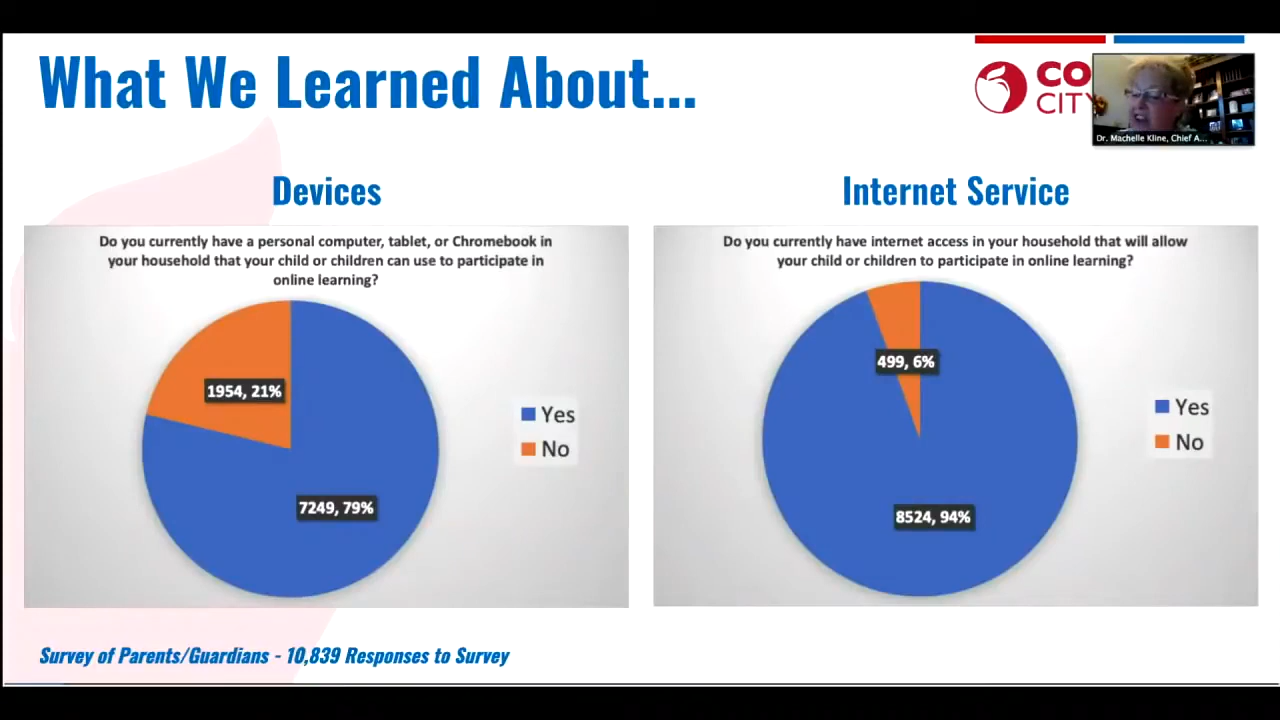 What We Learned About...
CO
CITY
Dr. Machelle Kline, Chief A...
Devices
Internet Service
Do you currently have a personal computer, tablet, or Chromebook in
your household that your child or children can use to participate in
online learning?
1954, 21%
7249, 79%
Yes
No
Do you currently have internet access in your household that will allow
your child or children to participate in online learning?
499, 6%
8524, 94%
Yes
No
Survey of Parents/Guardians - 10,839 Responses to Survey